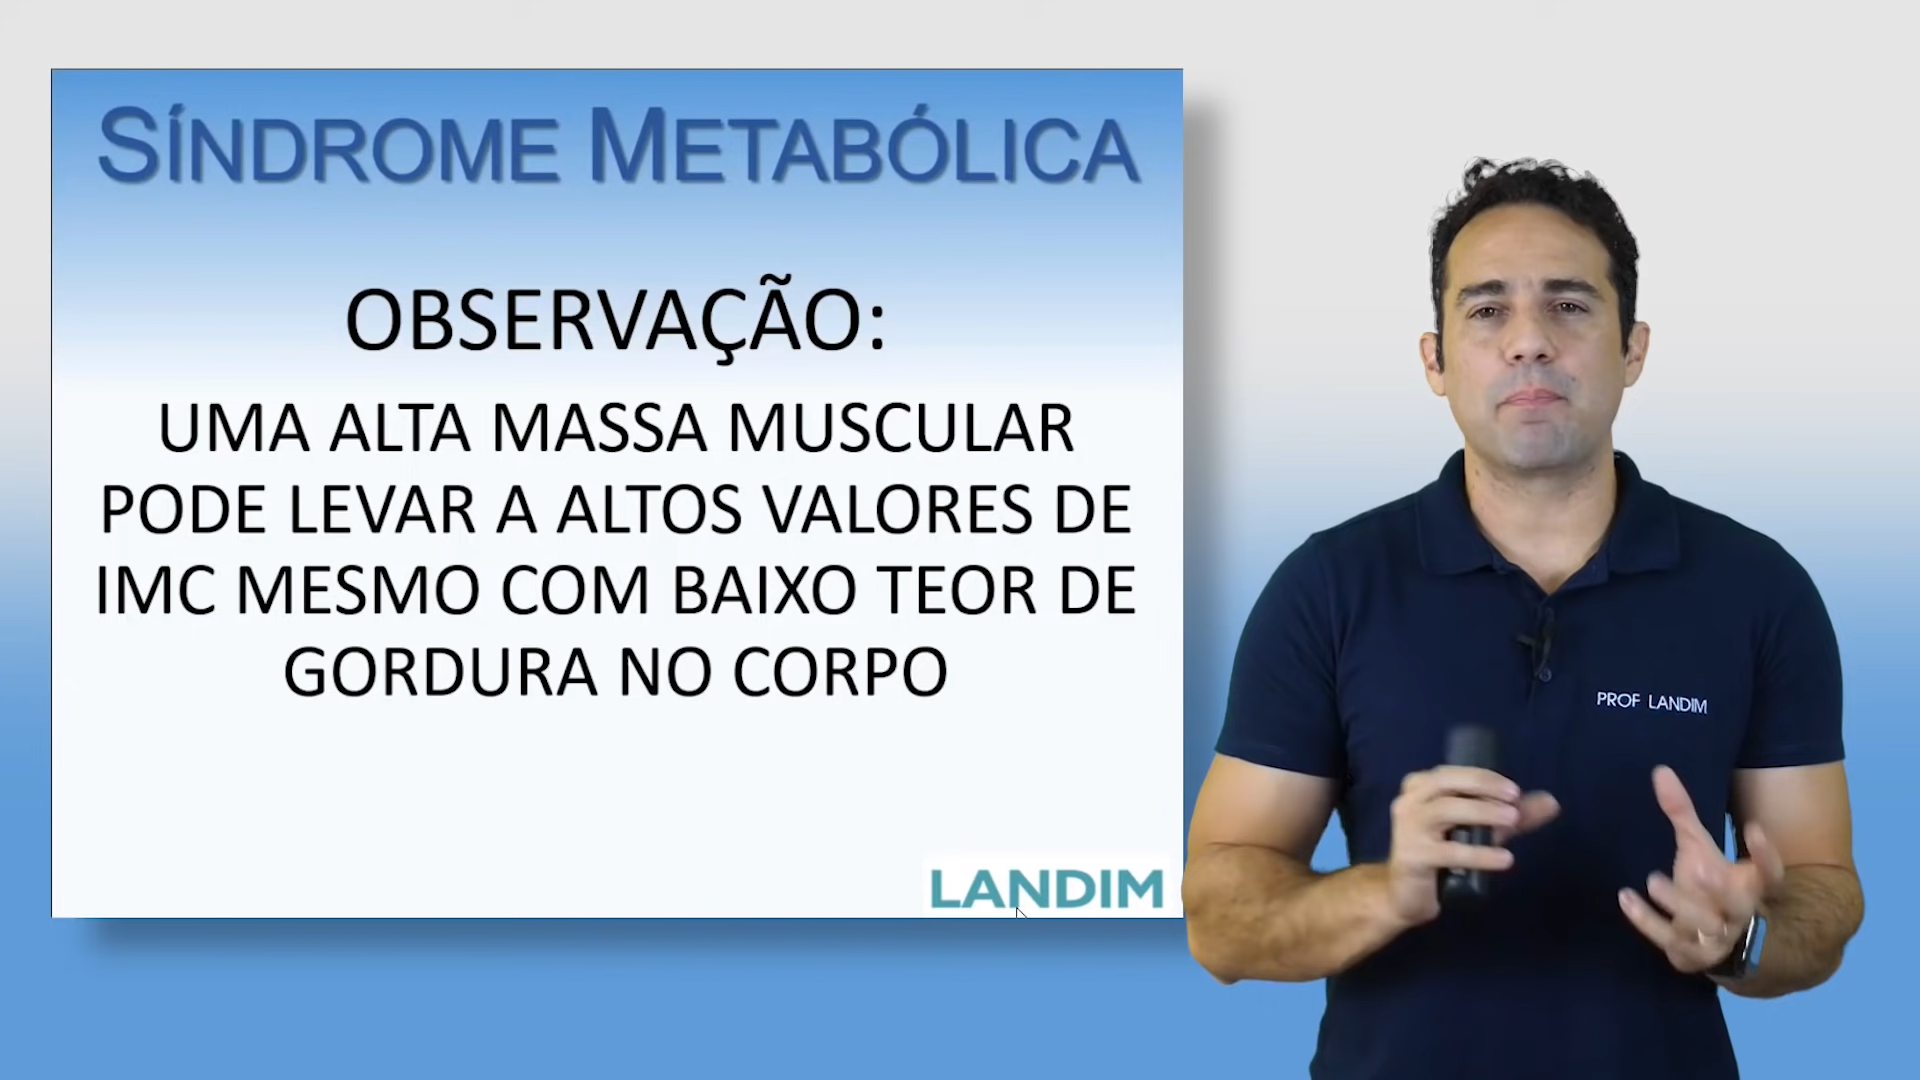 SÍNDROME METABÓLICA
OBSERVAÇÃO:
UMA ALTA MASSA MUSCULAR
PODE LEVAR A ALTOS VALORES DE
IMC MESMO COM BAIXO TEOR DE
GORDURA NO CORPO
LANDIM
PROF LANDIM